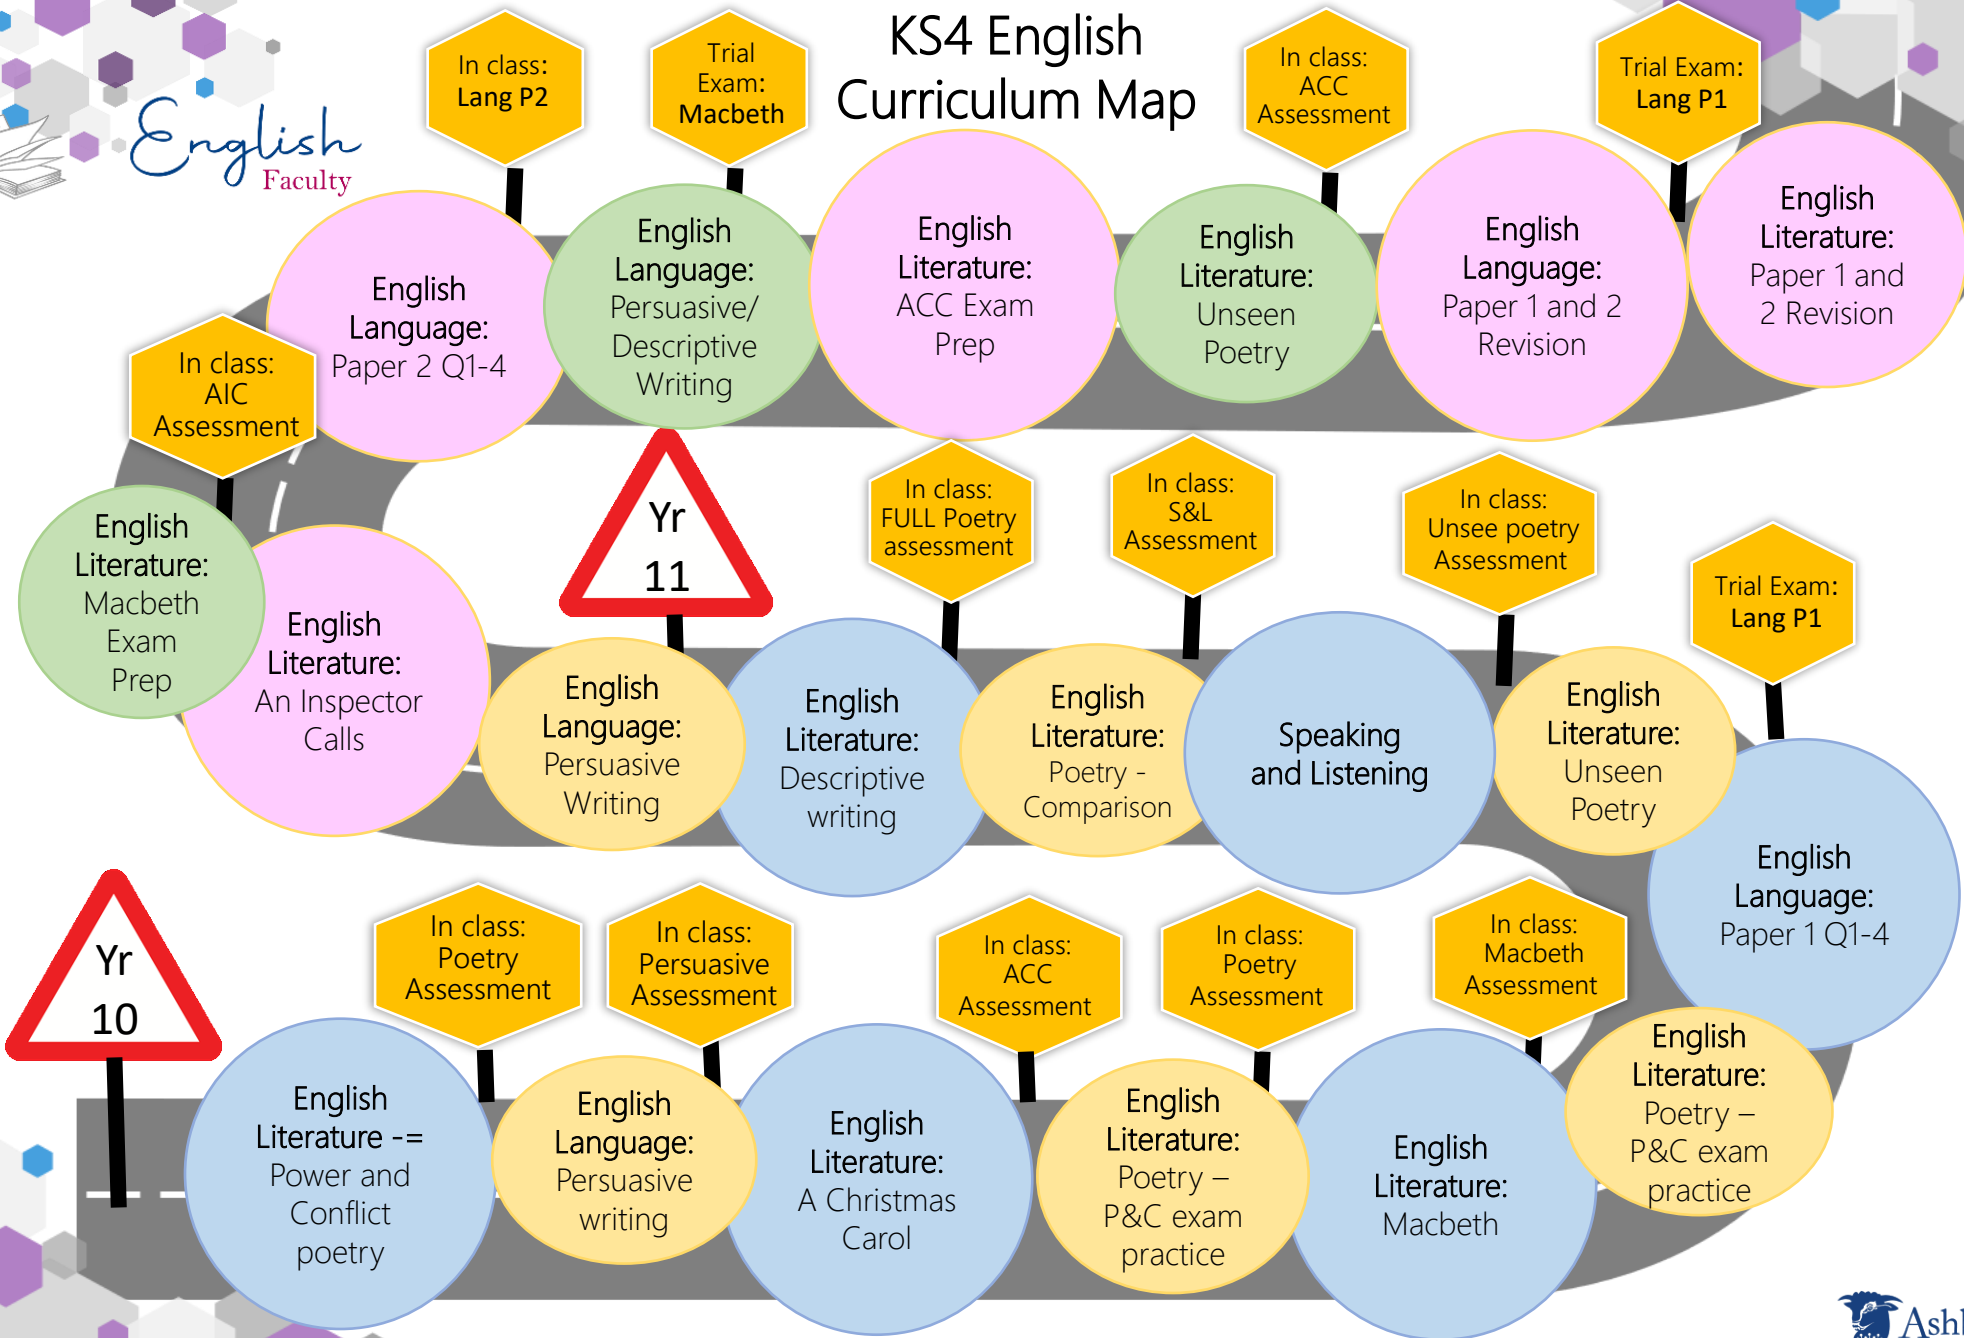 English
Faculty
KS4 English
Curriculum Map
In class:
Lang P2
Trial
Exam:
Macbeth
In class:
ACC
Assessment
Trial Exam:
Lang P1
English
Language:
Paper 2 Q1-4
English
Language:
Persuasive/
Descriptive
Writing
English
Literature:
ACC Exam
Prep
English
Literature:
Unseen
Poetry
English
Language:
Paper 1 and 2
Revision
English
Literature:
Paper 1 and
2 Revision
In class:
AIC
Assessment
English
Literature:
Macbeth
Exam
Prep
English
Literature:
An Inspector
Calls
Yr
11
In class:
FULL Poetry
assessment
In class:
S&L
Assessment
In class:
Unsee poetry
Assessment
Trial Exam:
Lang P1
English
Language:
Persuasive
Writing
English
Literature:
Descriptive
writing
English
Literature:
Poetry -
Comparison
Speaking
and Listening
English
Literature:
Unseen
Poetry
English
Language:
Paper 1 Q1-4
Yr
10
In class:
Poetry
Assessment
In class:
Persuasive
Assessment
In class:
ACC
Assessment
In class:
Poetry
Assessment
In class:
Macbeth
Assessment
English
Literature -=
Power and
Conflict
poetry
English
Language:
Persuasive
writing
English
Literature:
A Christmas
Carol
English
Literature:
Poetry –
P&C exam
practice
English
Literature:
Macbeth
English
Literature:
Poetry –
P&C exam
practice